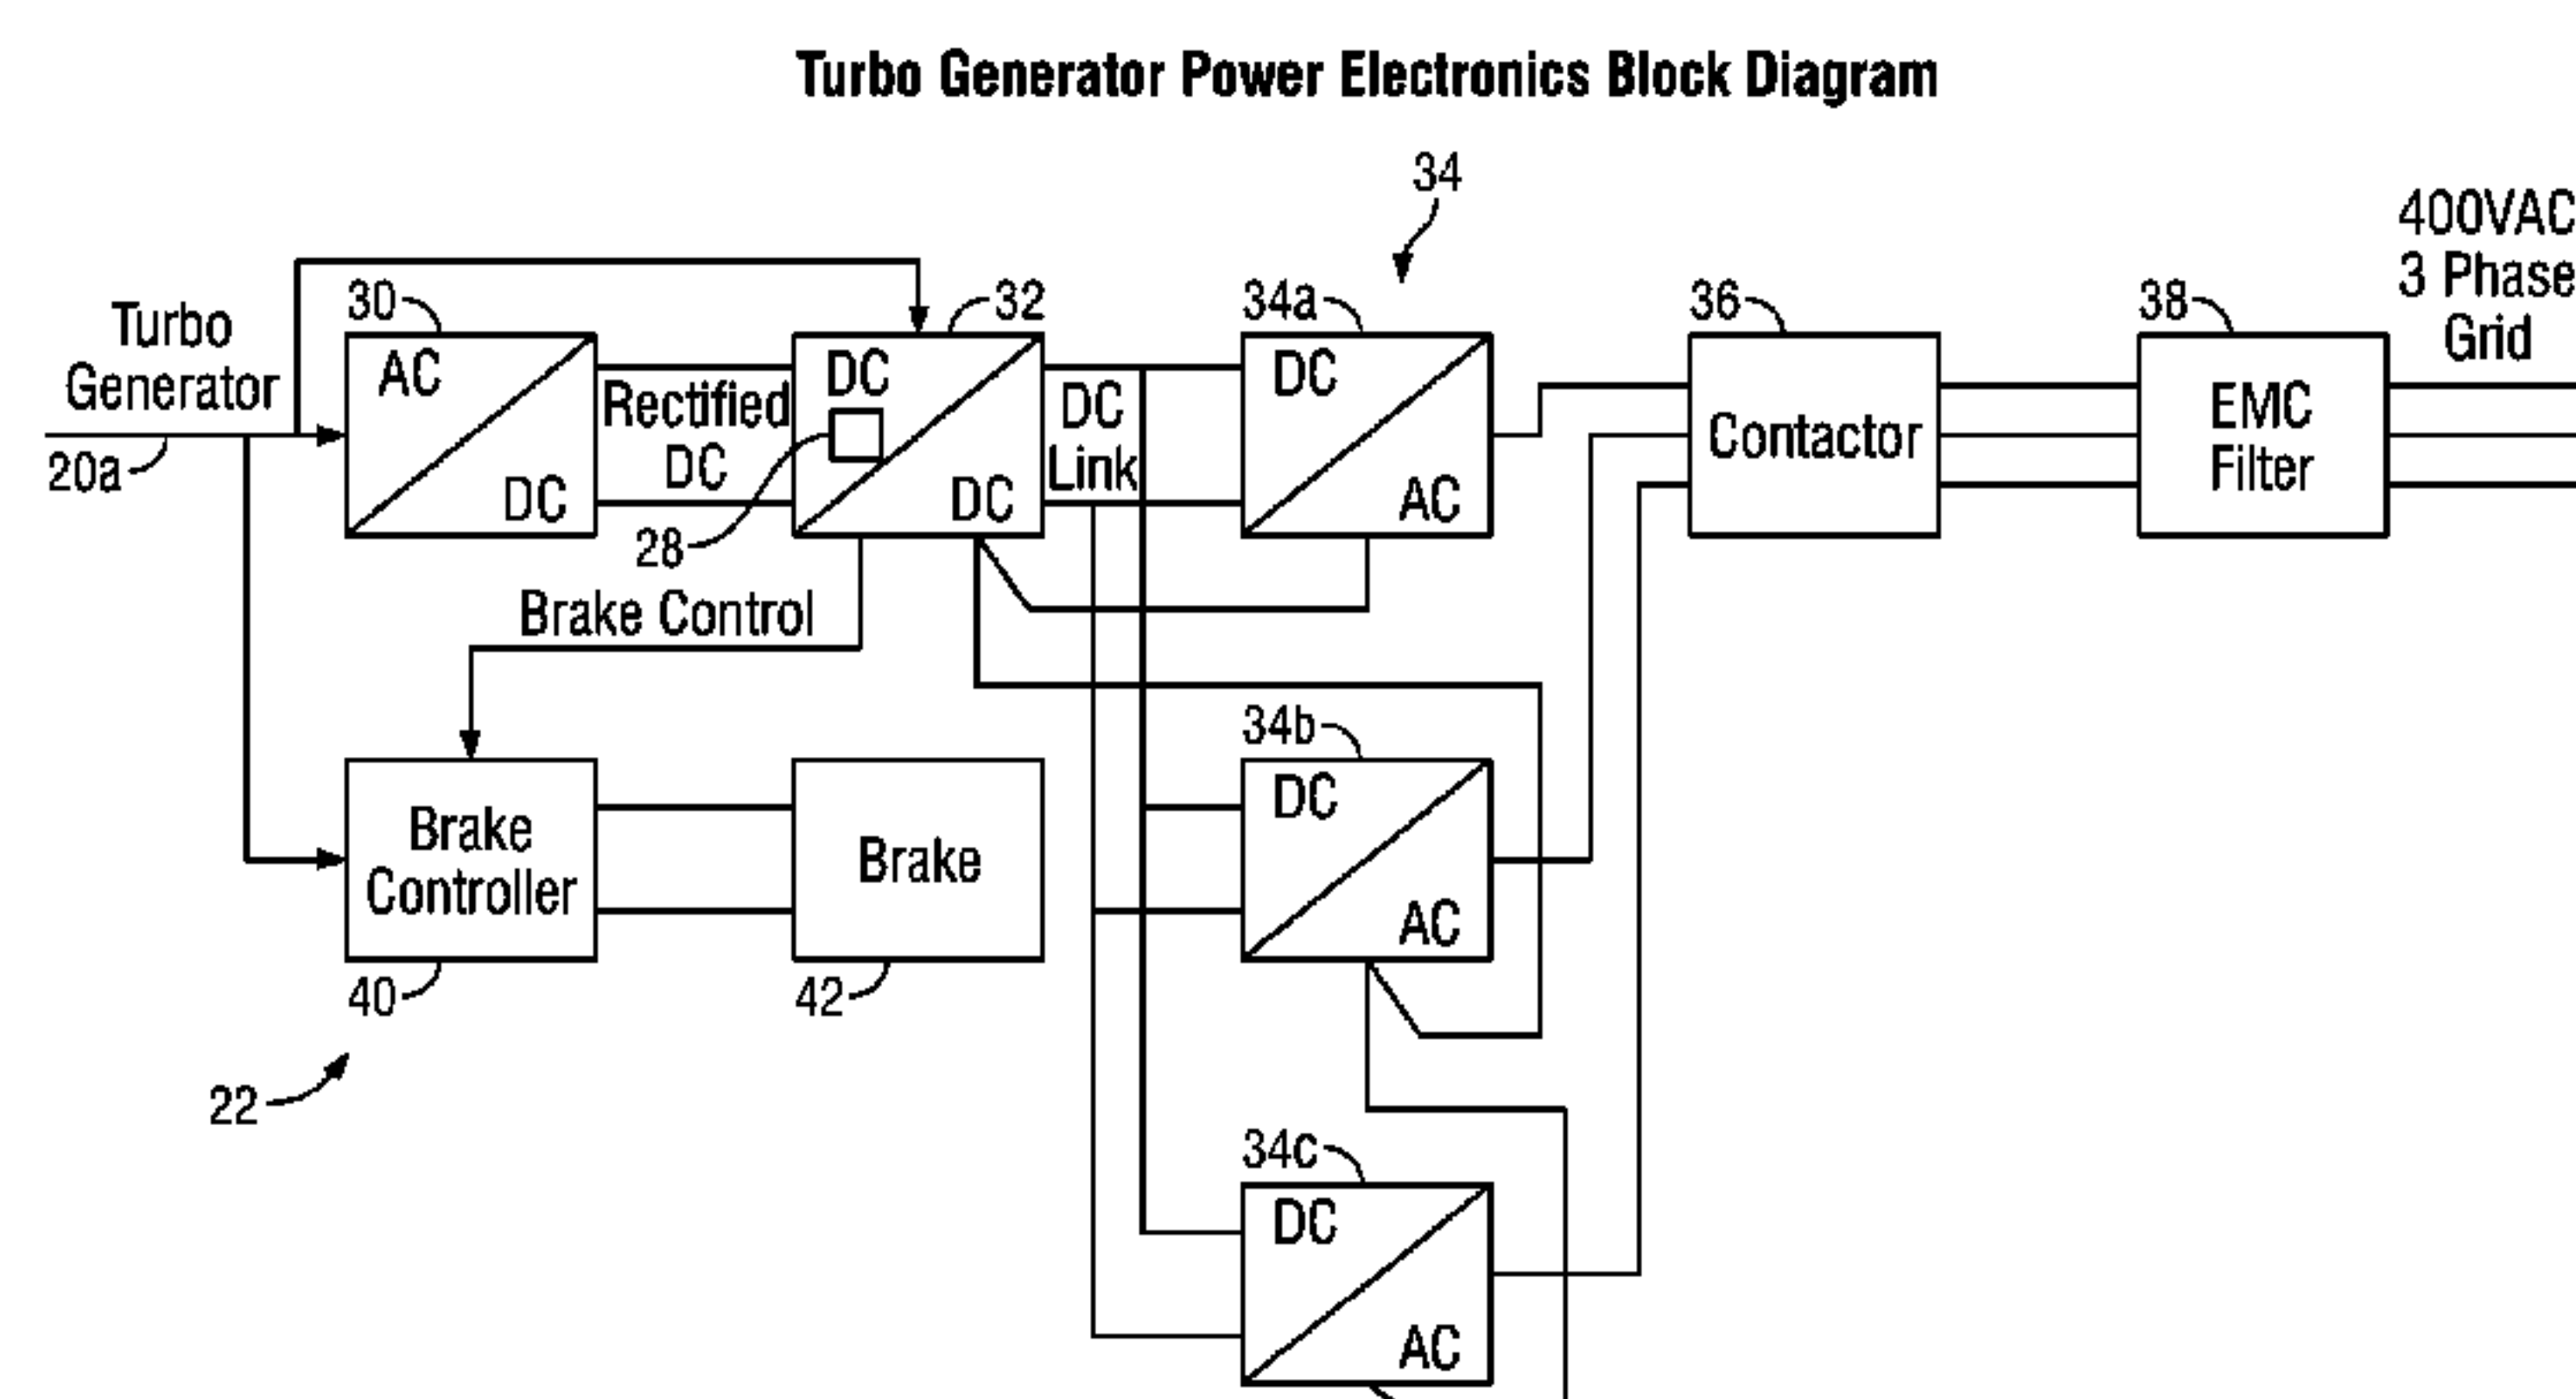 Turbo Generator Power Electronics Block Diagram
34
400VAC
3 Phase
Grid
Turbo
Generator
20a
30
AC
DC
Rectified
DC
28
32
DC
DC
DC
Link
34a
DC
AC
36
Contactor
38
EMC
Filter
Brake Control
Brake
Controller
40
Brake
42
34b
DC
AC
22
34c
DC
AC